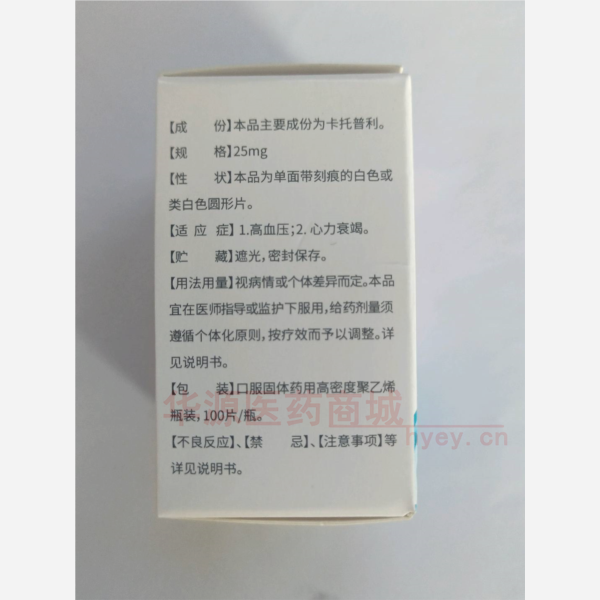 【成 份】本品主要成份为卡托普利。
【规 格】25mg
【性 状】本品为单面带刻痕的白色或
类白色圆形片。
【适 应 症】1.高血压;2.心力衰竭。
【贮 藏】遮光,密封保存。
【用法用量】视病情或个体差异而定。本品
宜在医师指导或监护下服用,给药剂量须
遵循个体化原则,按疗效而予以调整。详
见说明书。
【包 装】口服固体药用高密度聚乙烯
瓶装,100片/瓶。
华源医药商城
hyey.cn
【不良反应】、【禁 忌】、【注意事项】等
详见说明书。